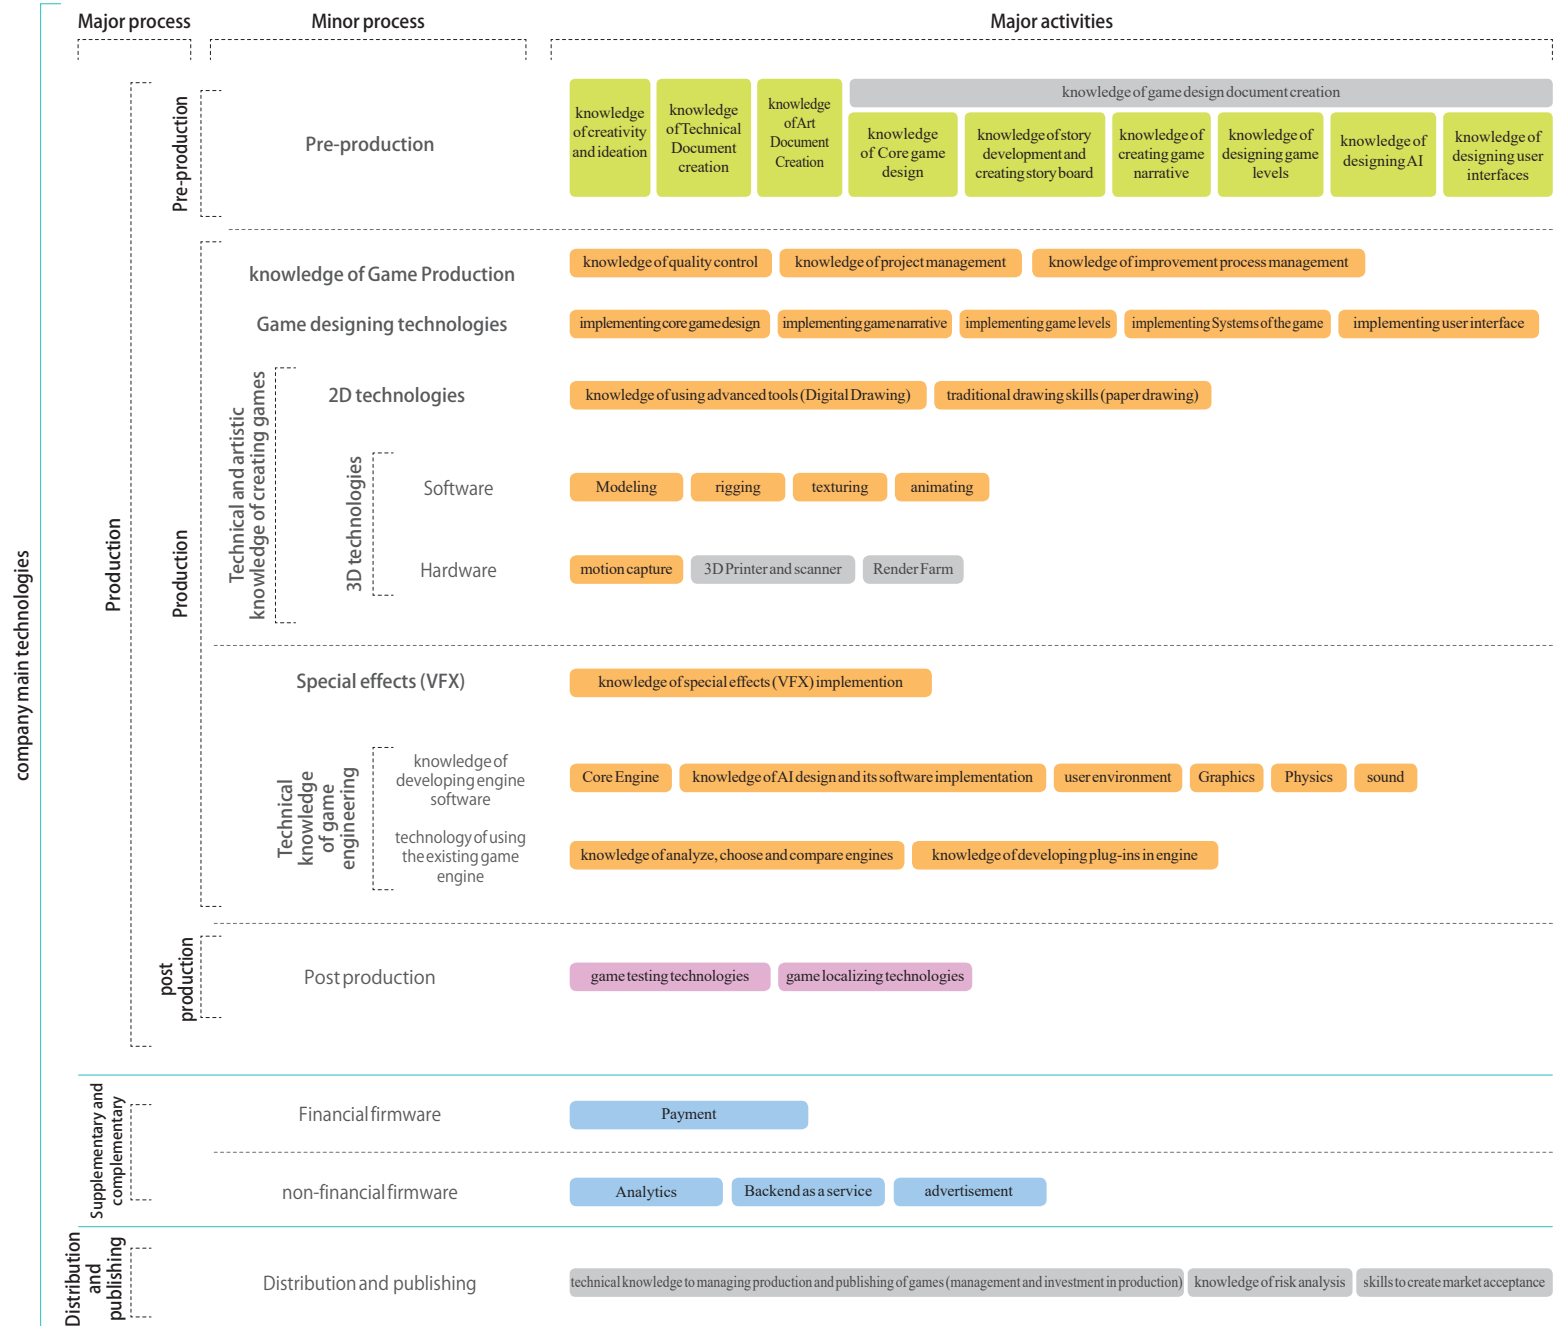 Major process
Minor process
Major activities
company main technologies
Production
Pre-production
Pre-production
knowledge
of creativity
and ideation
knowledge
of Technical
Document
creation
knowledge
of Art
Document
Creation
knowledge of game design document creation
knowledge
of Core game
design
knowledge of story
development and
creating story board
knowledge of
creating game
narrative
knowledge of
designing game
levels
knowledge of
designing AI
knowledge of
designing user
interfaces
Production
knowledge of Game Production
knowledge of quality control
knowledge of project management
knowledge of improvement process management
Game designing technologies
implementing core game design
implementing game narrative
implementing game levels
implementing Systems of the game
implementing user interface
Technical and artistic
knowledge of creating games
2D technologies
knowledge of using advanced tools (Digital Drawing)
traditional drawing skills (paper drawing)
3D technologies
Software
Modeling
rigging
texturing
animating
Hardware
motion capture
3D Printer and scanner
Render Farm
Special effects (VFX)
knowledge of special effects (VFX) implemention
Technical
knowledge
of game
engineering
knowledge of
developing engine
software
Core Engine
knowledge of AI design and its software implementation
user environment
Graphics
Physics
sound
technology of using
the existing game
engine
knowledge of analyze, choose and compare engines
knowledge of developing plug-ins in engine
post
production
Post production
game testing technologies
game localizing technologies
Supplementary and
complementary
Financial firmware
Payment
non-financial firmware
Analytics
Backend as a service
advertisement
Distribution
and
publishing
Distribution and publishing
technical knowledge to managing production and publishing of games (management and investment in production)
knowledge of risk analysis
skills to create market acceptance